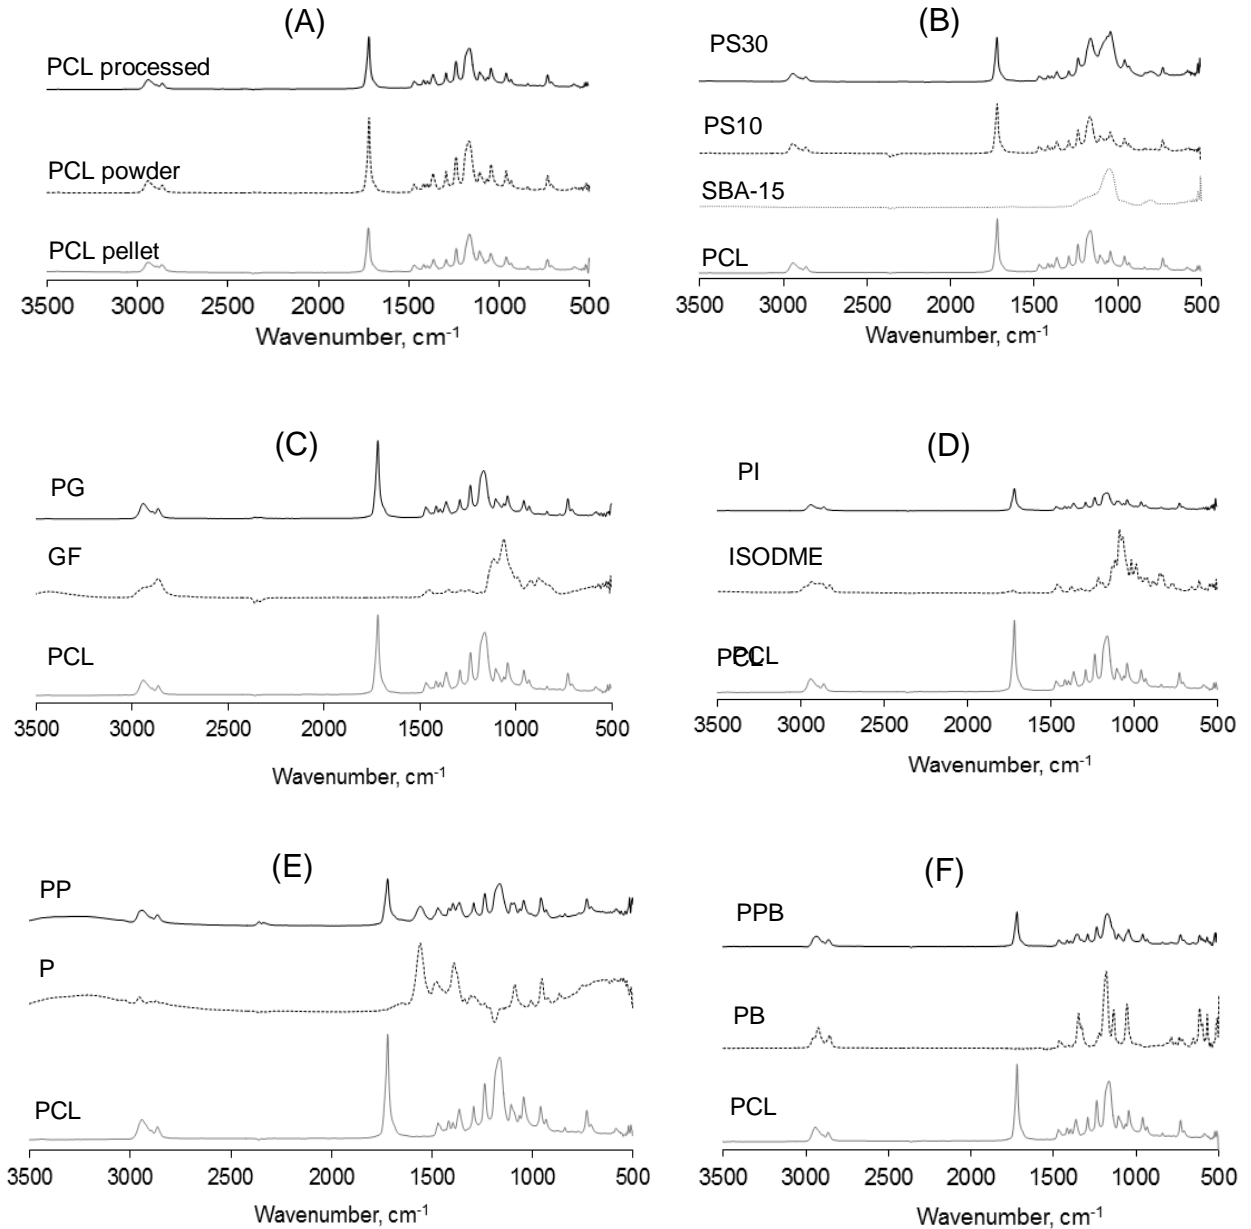 (A)
PCL processed
PCL powder
PCL pellet
3500 3000 2500 2000 1500 1000 500
Wavenumber, cm-1
(B)
PS30
PS10
SBA-15
PCL
3500 3000 2500 2000 1500 1000 500
Wavenumber, cm-1
(C)
PG
GF
PCL
3500 3000 2500 2000 1500 1000 500
Wavenumber, cm-1
(D)
PI
ISODME
PCL
PCL
3500 3000 2500 2000 1500 1000 500
Wavenumber, cm-1
(E)
PP
P
PCL
3500 3000 2500 2000 1500 1000 500
Wavenumber, cm-1
(F)
PPB
PB
PCL
3500 3000 2500 2000 1500 1000 500
Wavenumber, cm-1